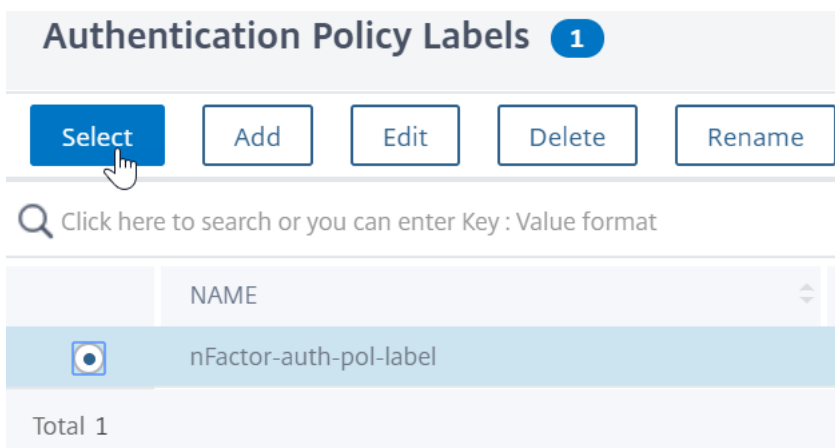 Authentication Policy Labels 1
Select Add Edit Delete Rename
Click here to search or you can enter Key : Value format
NAME
nFactor-auth-pol-label
Total 1